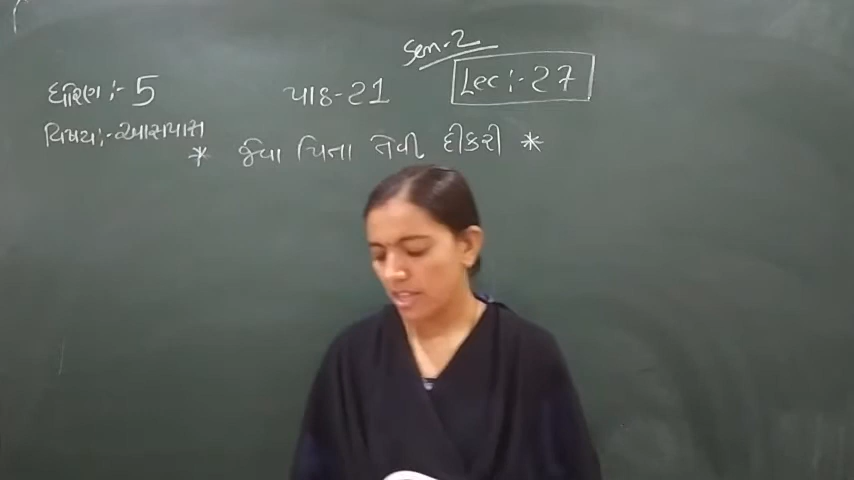 Sem-2
ધોરણ :- 5 પાઠ-21 Lec :- 27
વિષય :- આસપાસ
* જેવા પિતા તેવી દીકરી *